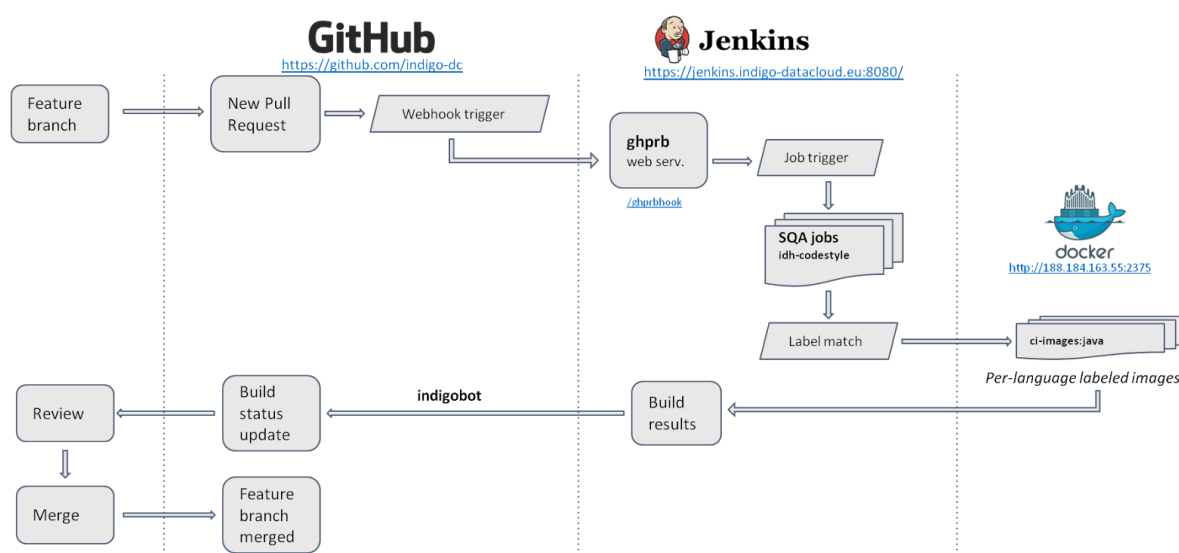 GitHub
https://github.com/indigo-dc
Jenkins
https://jenkins.indigo-datacloud.eu:8080/
Feature
branch
New Pull
Request
Webhook trigger
ghprb
web serv.
/ghprbhook
Job trigger
SQA jobs
idh-codestyle
docker
http://188.184.163.55:2375
Label match
ci-images:java
Per-language labeled images
Build
results
indigobot
Build
status
update
Review
Merge
Feature
branch
merged